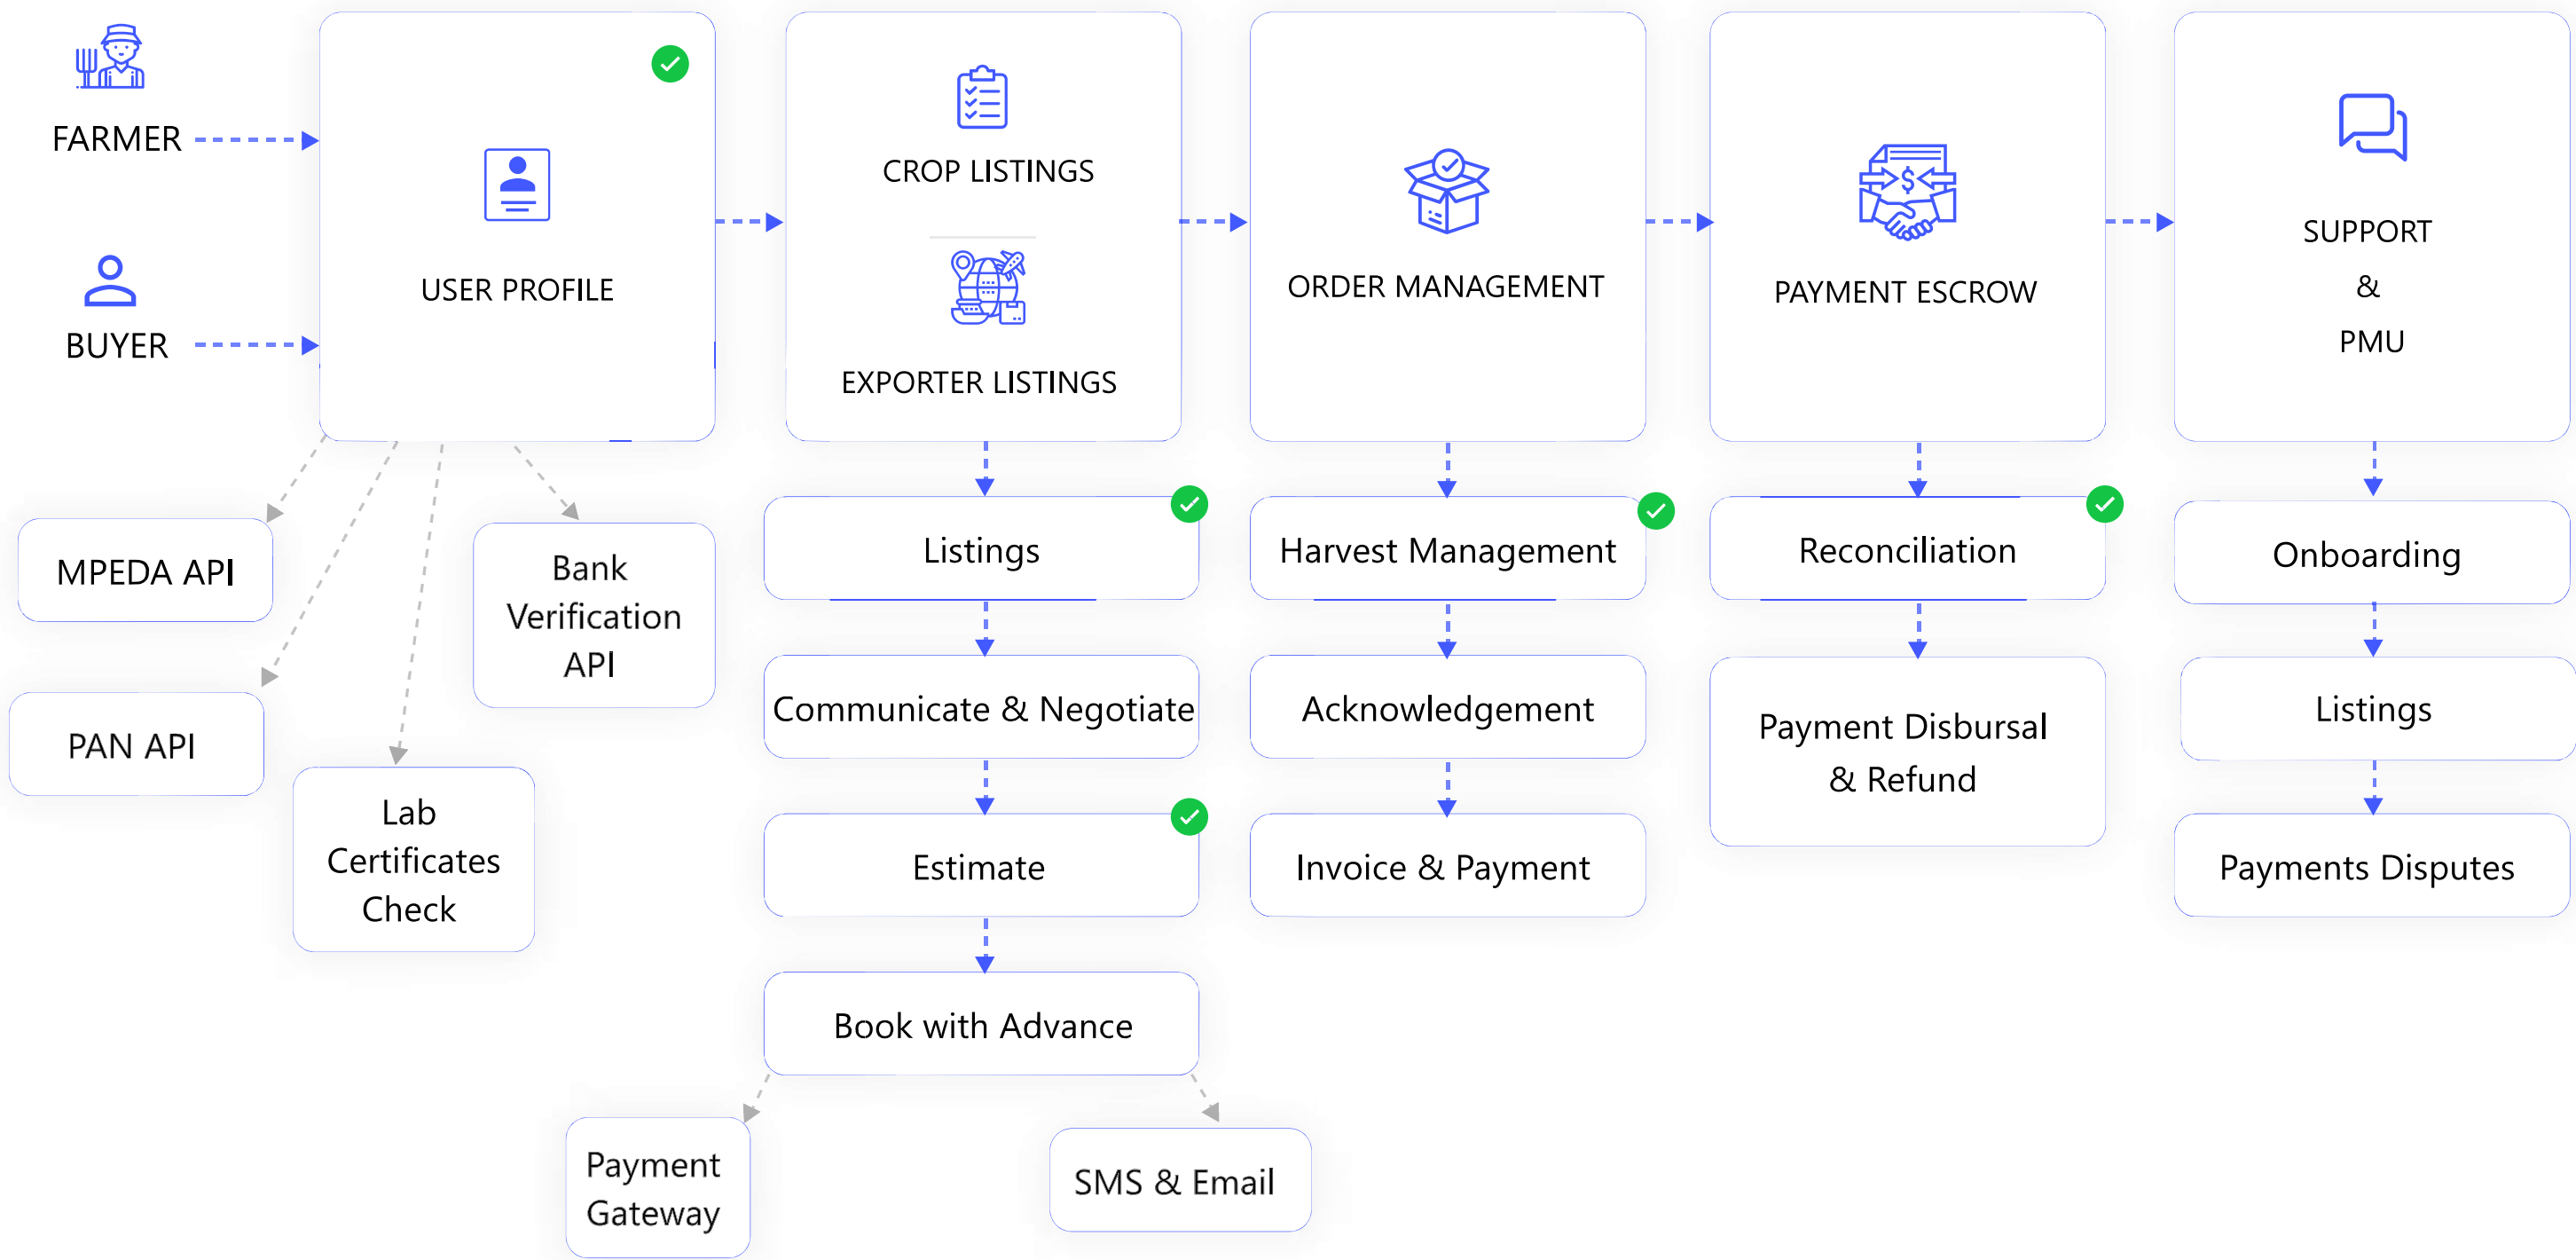 FARMER
BUYER
USER PROFILE
CROP LISTINGS
EXPORTER LISTINGS
ORDER MANAGEMENT
PAYMENT ESCROW
SUPPORT
&
PMU
MPEDA API
PAN API
Lab
Certificates
Check
Bank
Verification
API
Listings
Communicate & Negotiate
Estimate
Book with Advance
Payment
Gateway
SMS & Email
Harvest Management
Acknowledgement
Invoice & Payment
Reconciliation
Payment Disbursal
& Refund
Onboarding
Listings
Payments Disputes